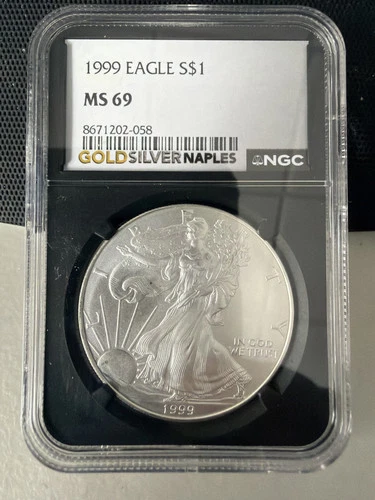 1999 EAGLE S$1
MS 69
8671202-058
GOLDSILVERNAPLES
NGC
LIBERTY
IN GOD
WE TRUST
1999